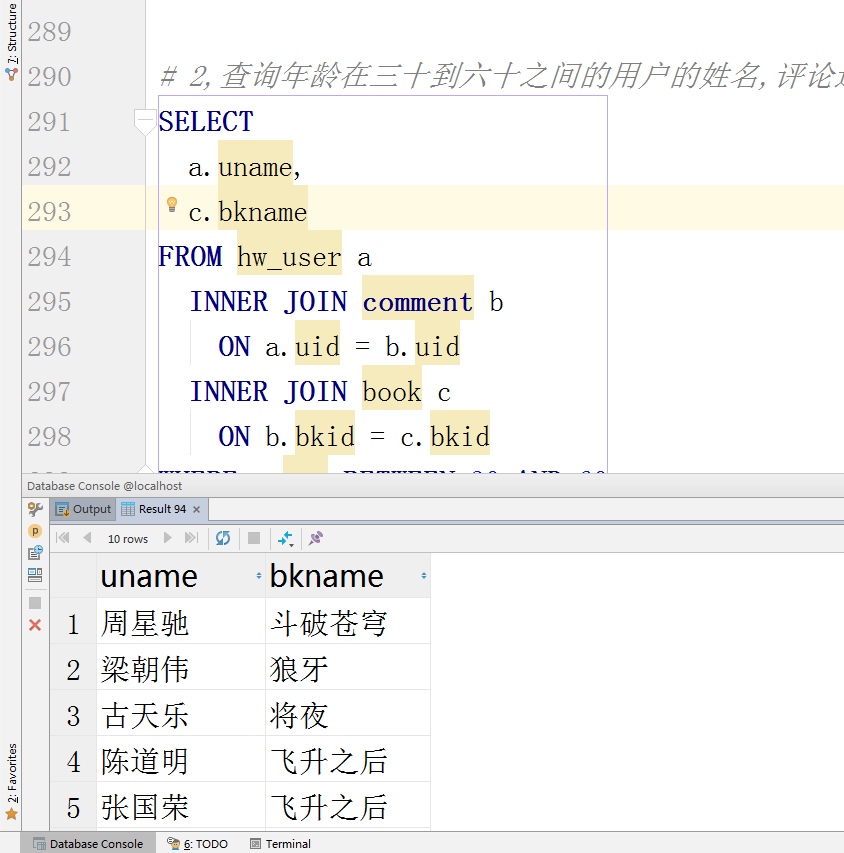 7: Structure
289
290 # 2,查询年龄在三十到六十之间的用户的姓名,评论
291 SELECT
292 a.uname,
293 c.bkname
294 FROM hw_user a
295 INNER JOIN comment b
296 ON a.uid = b.uid
297 INNER JOIN book c
298 ON b.bkid = c.bkid
Database Console @localhost
Output Result 94
10 rows
uname bkname
1 周星驰 斗破苍穹
2 梁朝伟 狼牙
3 古天乐 将夜
4 陈道明 飞升之后
5 张国荣 飞升之后
2: Favorites
Database Console 6: TODO Terminal